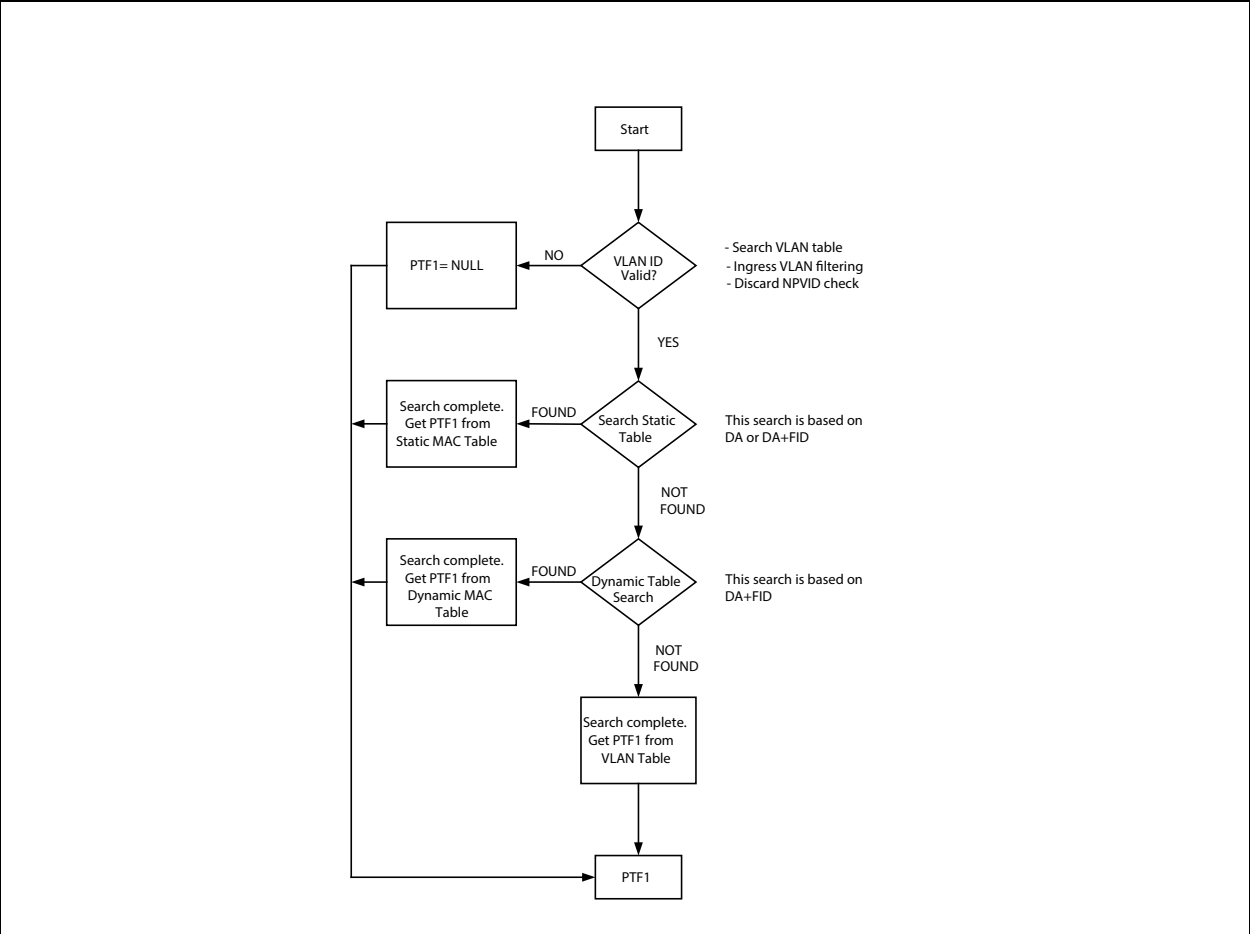 Start
VLAN ID
Valid?
NO
PTF1= NULL
- Search VLAN table
- Ingress VLAN filtering
- Discard NPVID check
YES
Search Static
Table
FOUND
Search complete.
Get PTF1 from
Static MAC Table
This search is based on
DA or DA+FID
NOT
FOUND
Dynamic Table
Search
FOUND
Search complete.
Get PTF1 from
Dynamic MAC
Table
This search is based on
DA+FID
NOT
FOUND
Search complete.
Get PTF1 from
VLAN Table
PTF1